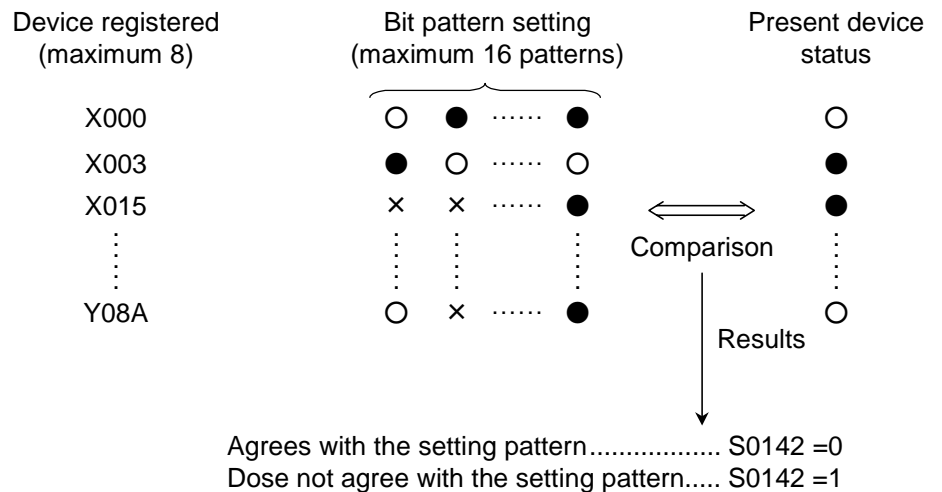 Device registered
(maximum 8)
Bit pattern setting
(maximum 16 patterns)
Present device
status
X000
X003
X015
Y08A
Comparison
Results
Agrees with the setting pattern.................. S0142 =0
Dose not agree with the setting pattern..... S0142 =1